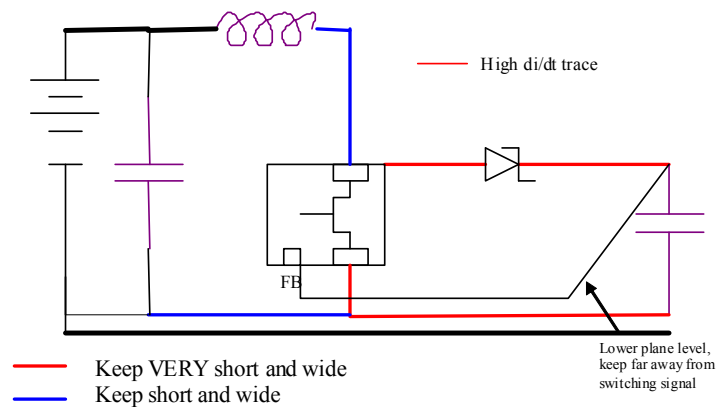 High di/dt trace
FB
Lower plane level,
keep far away from
switching signal
Keep VERY short and wide
Keep short and wide